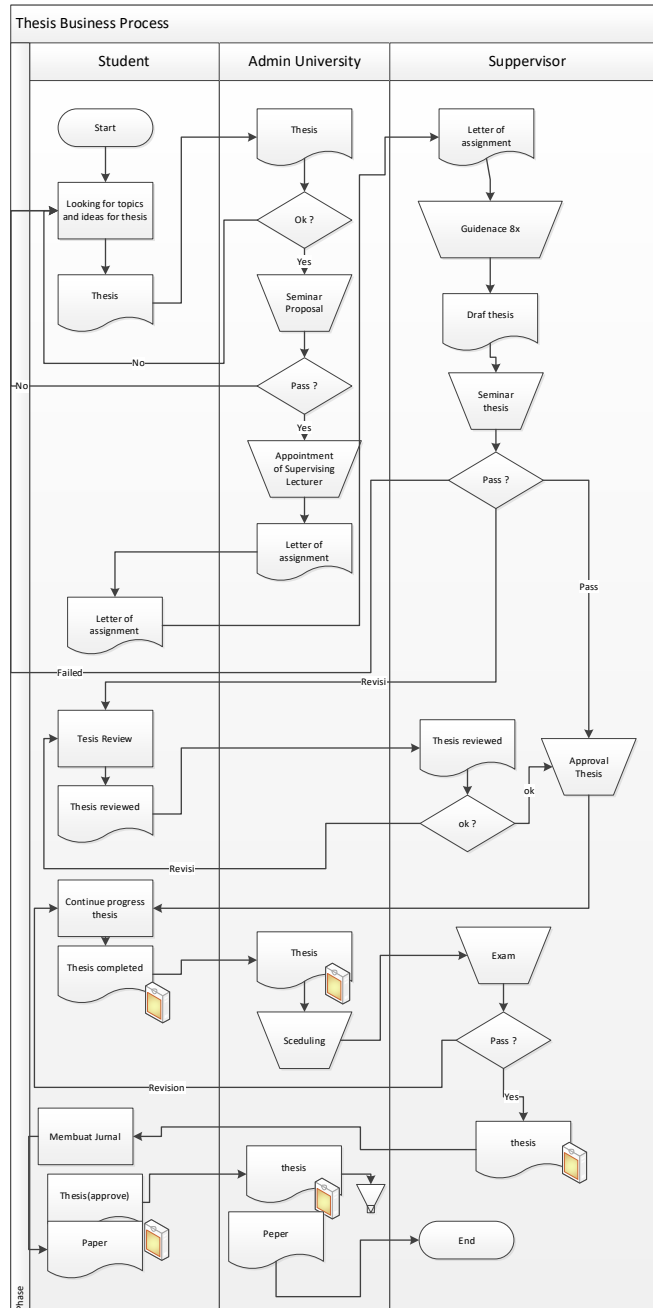 Thesis Business Process
Student
Admin University
Suppervisor
Start
Looking for topics
and ideas for thesis
Thesis
Thesis
Ok ?
Yes
No
Seminar
Proposal
Pass ?
No
Yes
Appointment
of Supervising
Lecturer
Letter of
assignment
Letter of
assignment
Letter of
assignment
Guidenace 8x
Draf thesis
Seminar
thesis
Pass ?
Pass
Failed
Revisi
Tesis Review
Thesis reviewed
Thesis reviewed
ok ?
ok
Revisi
Approval
Thesis
Continue progress
thesis
Thesis completed
Thesis
Sceduling
Exam
Pass ?
Revision
Yes
thesis
Membuat Jurnal
Thesis(approve)
Paper
thesis
Peper
End
Phase